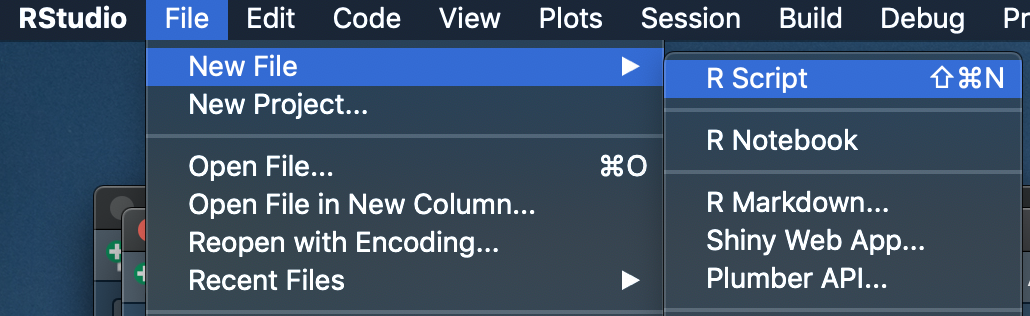 RStudio File Edit Code View Plots Session Build Debug Pr
New File ▶
New Project...
Open File... ⌘O
Open File in New Column...
Reopen with Encoding...
Recent Files ▶
R Script ⇧⌘N
R Notebook
R Markdown...
Shiny Web App...
Plumber API...